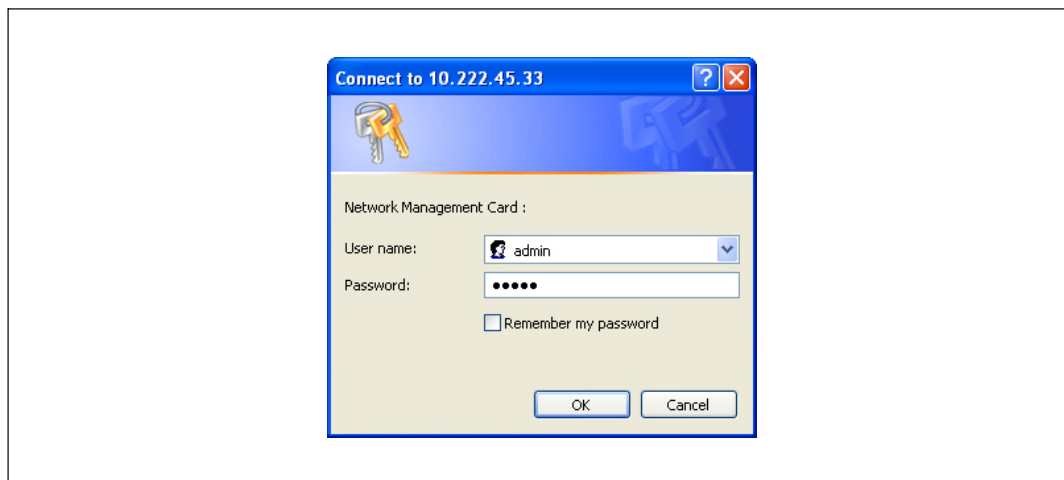 Connect to 10.222.45.33
Network Management Card :
User name: admin
Password: •••••
Remember my password
OK Cancel